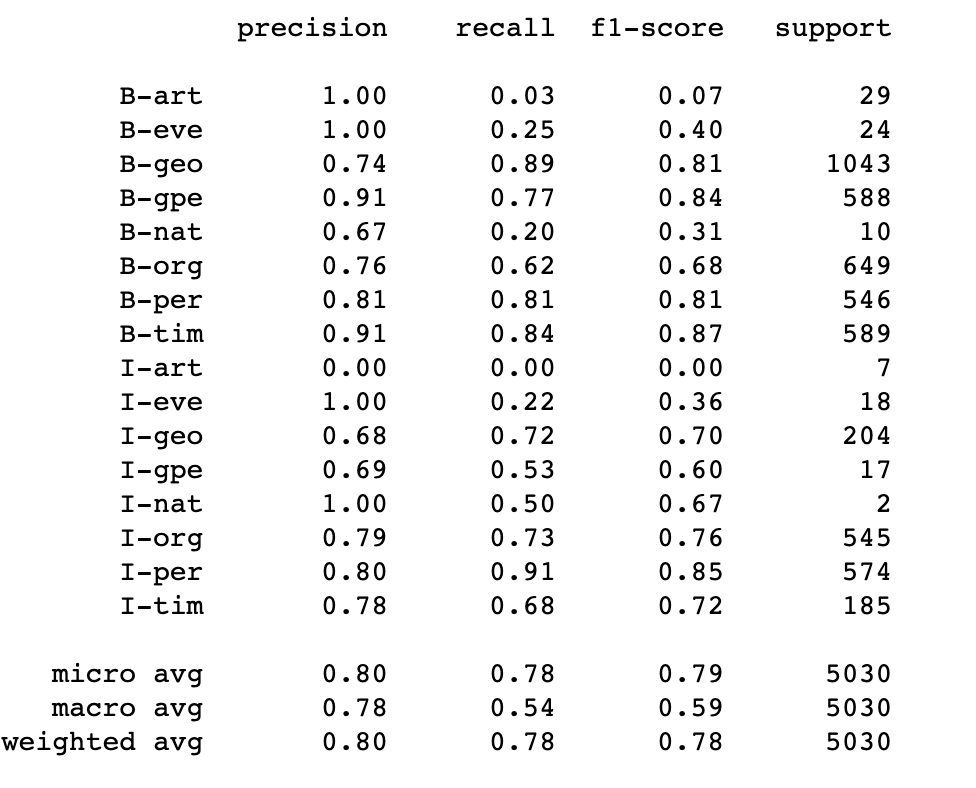 precision recall f1-score support
B-art 1.00 0.03 0.07 29
B-eve 1.00 0.25 0.40 24
B-geo 0.74 0.89 0.81 1043
B-gpe 0.91 0.77 0.84 588
B-nat 0.67 0.20 0.31 10
B-org 0.76 0.62 0.68 649
B-per 0.81 0.81 0.81 546
B-tim 0.91 0.84 0.87 589
I-art 0.00 0.00 0.00 7
I-eve 1.00 0.22 0.36 18
I-geo 0.68 0.72 0.70 204
I-gpe 0.69 0.53 0.60 17
I-nat 1.00 0.50 0.67 2
I-org 0.79 0.73 0.76 545
I-per 0.80 0.91 0.85 574
I-tim 0.78 0.68 0.72 185
micro avg 0.80 0.78 0.79 5030
macro avg 0.78 0.54 0.59 5030
weighted avg 0.80 0.78 0.78 5030